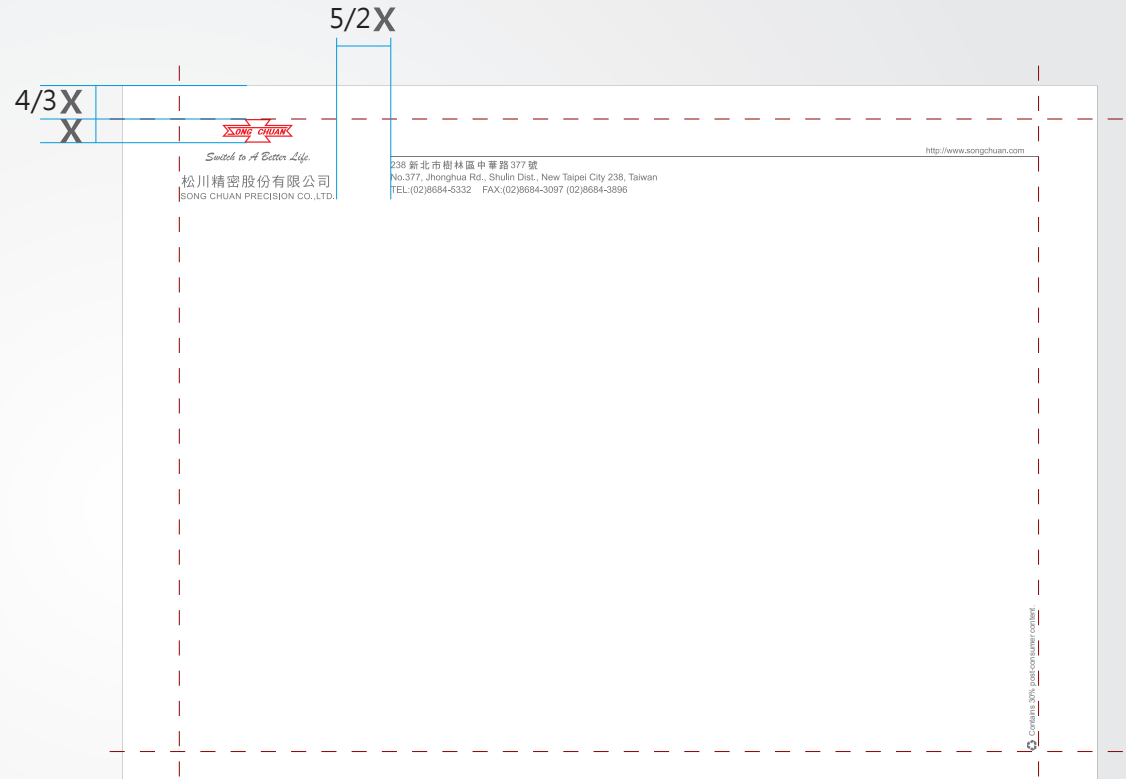 5/2X
4/3X
X
SONG CHUAN
Switch to A Better Life.
松川精密股份有限公司
SONG CHUAN PRECISION CO.,LTD.
http://www.songchuan.com
238 新北市樹林區中華路377號
No.377, Jhonghua Rd., Shulin Dist., New Taipei City 238, Taiwan
TEL:(02)8684-5332 FAX:(02)8684-3097 (02)8684-3896
Contains 30% post-consumer content.